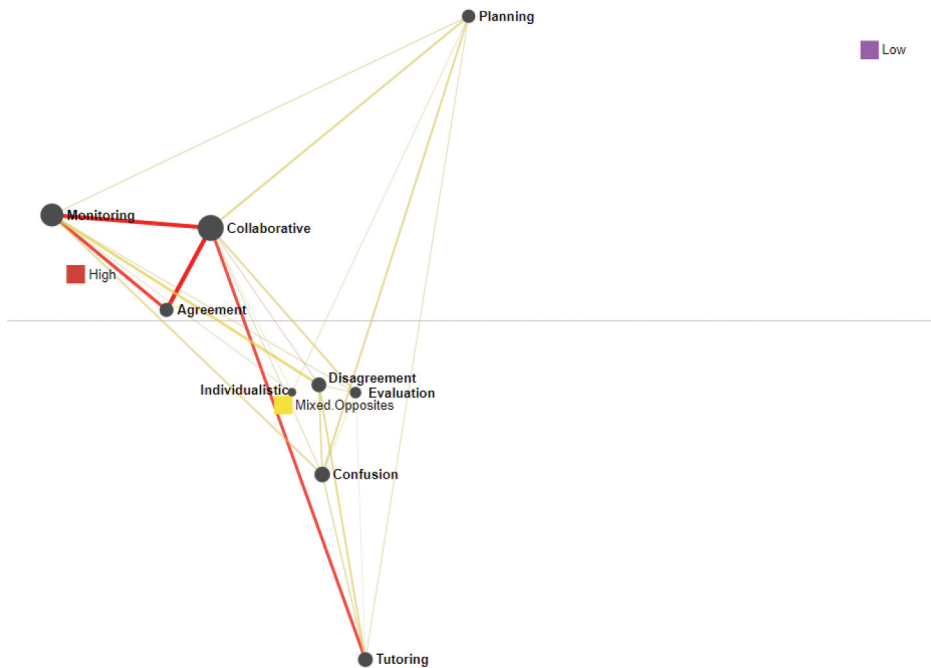 Planning
Low
Monitoring
Collaborative
High
Agreement
Disagreement
Individualistic
Evaluation
Mixed.Opposites
Confusion
Tutoring